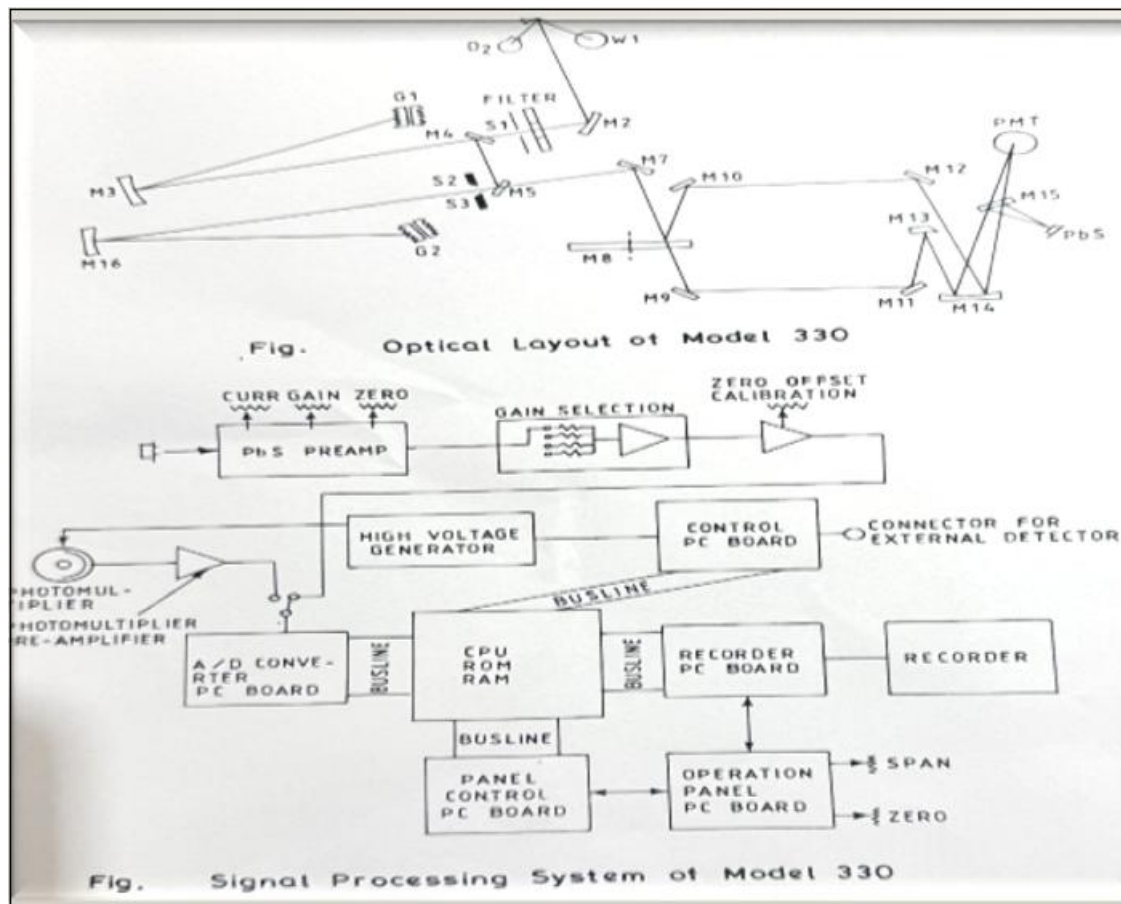 D2
W1
G1
FILTER
S1
M4
M2
PMT
M3
S2
M5
M7
M10
M12
M15
S3
M13
PbS
M16
G2
M8
M9
M11
M14
Fig. Optical Layout of Model 330
CURR GAIN ZERO
ZERO OFFSET
CALIBRATION
GAIN SELECTION
PbS PREAMP
HIGH VOLTAGE
GENERATOR
CONTROL
PC BOARD
CONNECTOR FOR
EXTERNAL DETECTOR
PHOTOMUL-
TIPLIER
PHOTOMULTIPLIER
PRE-AMPLIFIER
BUSLINE
A/D CONVE-
RTER
PC BOARD
BUSLINE
CPU
ROM
RAM
BUSLINE
RECORDER
PC BOARD
RECORDER
BUSLINE
PANEL
CONTROL
PC BOARD
OPERATION
PANEL
PC BOARD
SPAN
ZERO
Fig. Signal Processing System of Model 330